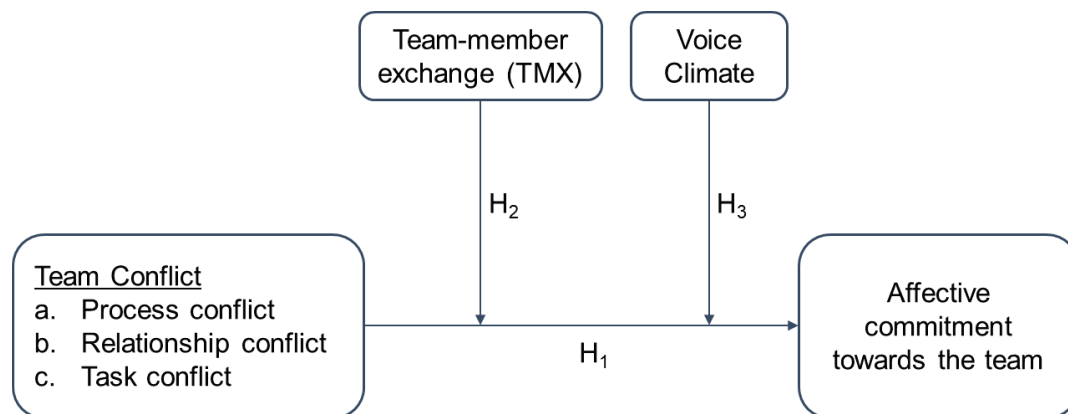 Team-member
exchange (TMX)
Voice
Climate
H₂
H₃
Team Conflict
a. Process conflict
b. Relationship conflict
c. Task conflict
H₁
Affective
commitment
towards the team